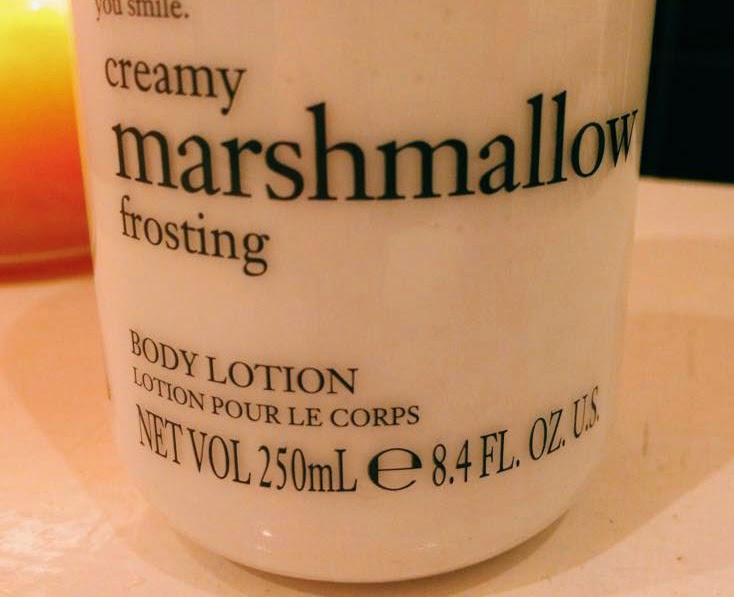 you smile.
creamy
marshmallow
frosting
BODY LOTION
LOTION POUR LE CORPS
NET VOL 250mL ℮ 8.4 FL. OZ. U.S.